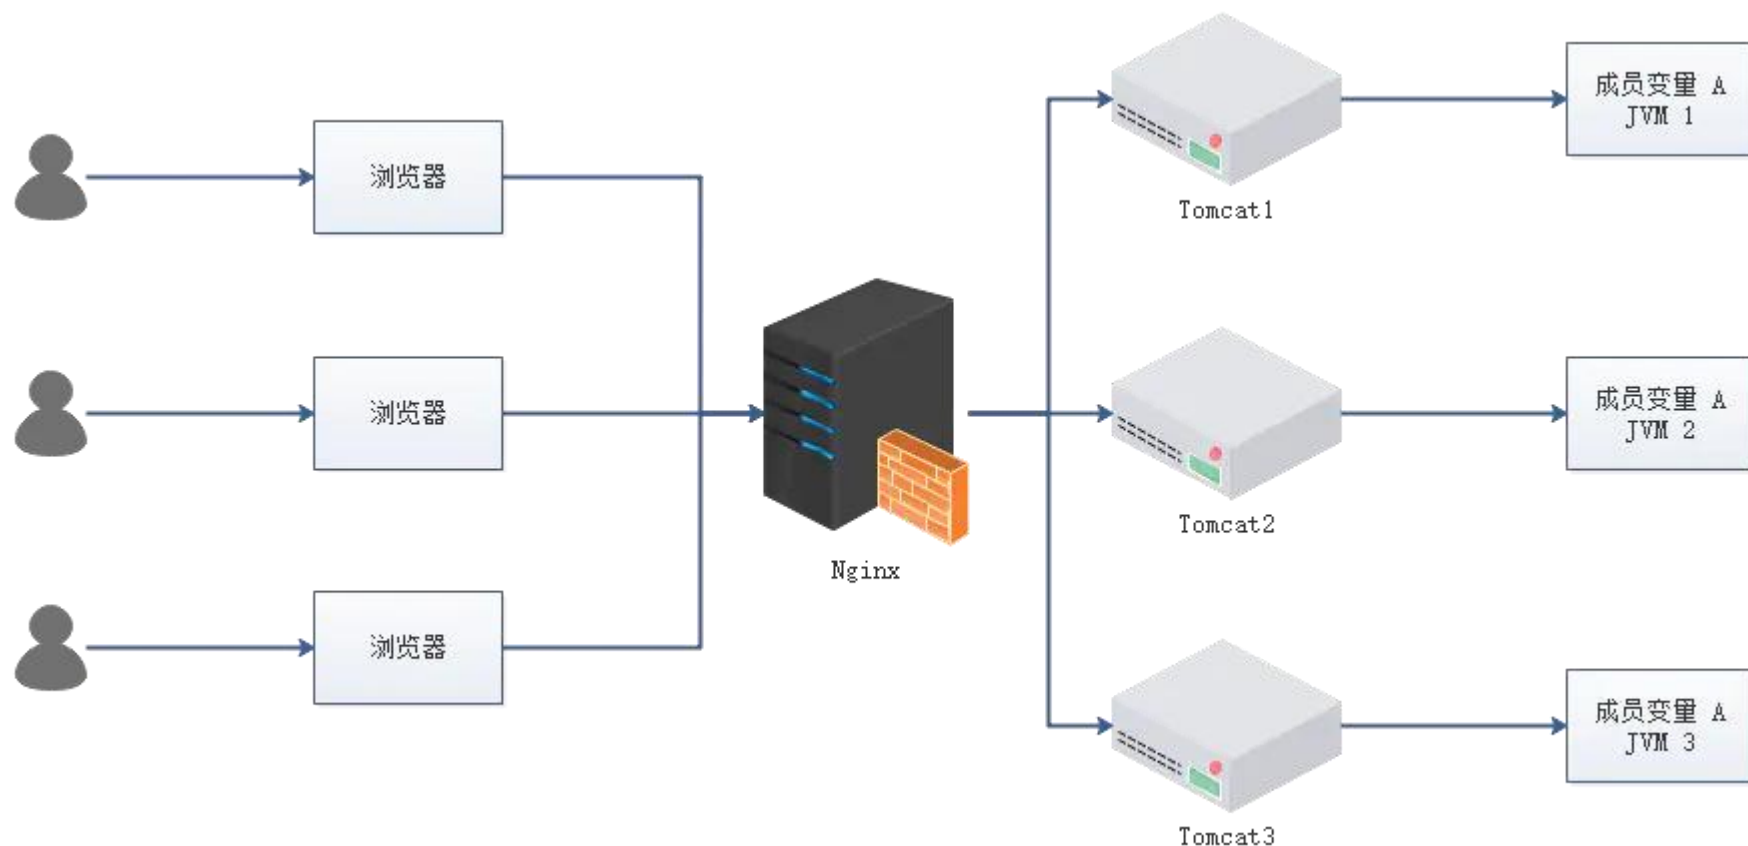 浏览器
浏览器
浏览器
Nginx
Tomcat1
Tomcat2
Tomcat3
成员变量 A
JVM 1
成员变量 A
JVM 2
成员变量 A
JVM 3